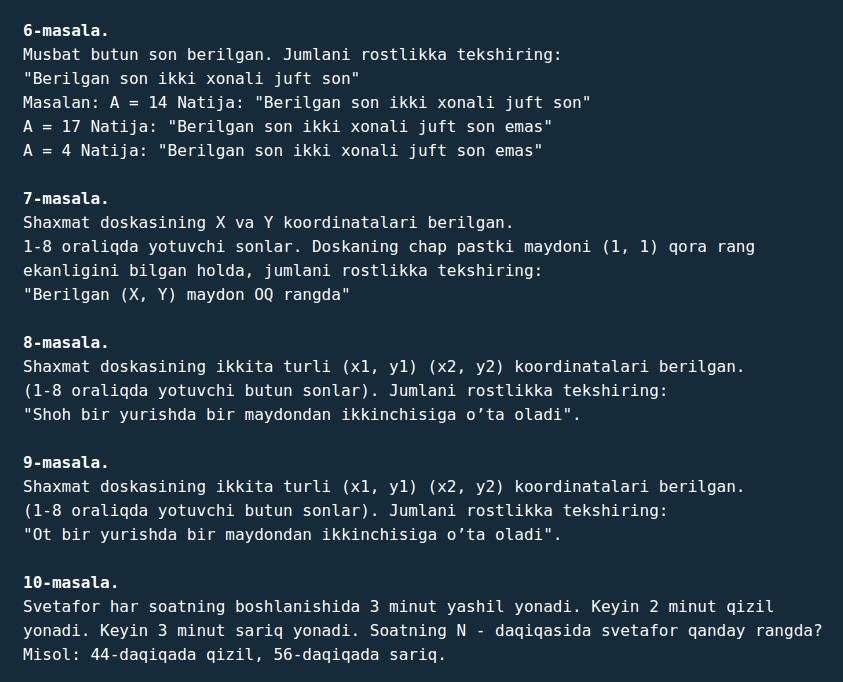 6-masala.
Musbat butun son berilgan. Jumlani rostlikka tekshiring:
"Berilgan son ikki xonali juft son"
Masalan: A = 14 Natija: "Berilgan son ikki xonali juft son"
A = 17 Natija: "Berilgan son ikki xonali juft son emas"
A = 4 Natija: "Berilgan son ikki xonali juft son emas"
7-masala.
Shaxmat doskasining X va Y koordinatalari berilgan.
1-8 oraliqda yotuvchi sonlar. Doskaning chap pastki maydoni (1, 1) qora rang
ekanligini bilgan holda, jumlani rostlikka tekshiring:
"Berilgan (X, Y) maydon OQ rangda"
8-masala.
Shaxmat doskasining ikkita turli (x1, y1) (x2, y2) koordinatalari berilgan.
(1-8 oraliqda yotuvchi butun sonlar). Jumlani rostlikka tekshiring:
"Shoh bir yurishda bir maydondan ikkinchisiga o’ta oladi".
9-masala.
Shaxmat doskasining ikkita turli (x1, y1) (x2, y2) koordinatalari berilgan.
(1-8 oraliqda yotuvchi butun sonlar). Jumlani rostlikka tekshiring:
"Ot bir yurishda bir maydondan ikkinchisiga o’ta oladi".
10-masala.
Svetafor har soatning boshlanishida 3 minut yashil yonadi. Keyin 2 minut qizil
yonadi. Keyin 3 minut sariq yonadi. Soatning N - daqiqasida svetafor qanday rangda?
Misol: 44-daqiqada qizil, 56-daqiqada sariq.